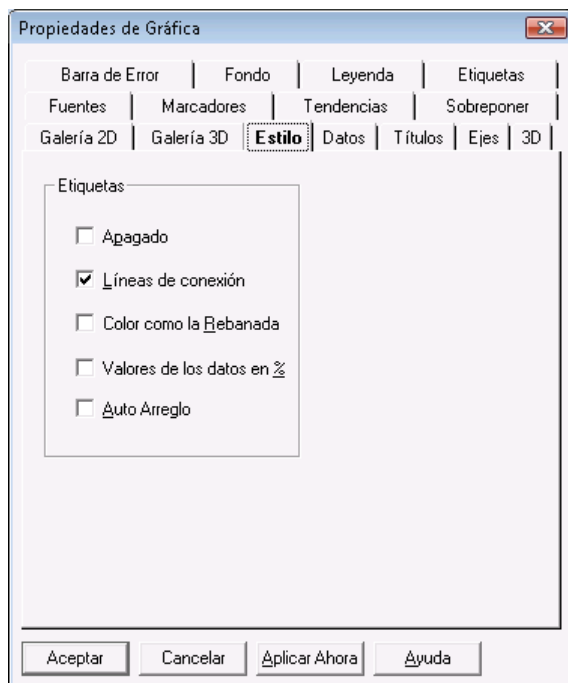 Propiedades de Gráfica
Barra de Error Fondo Leyenda Etiquetas
Fuentes Marcadores Tendencias Sobreponer
Galería 2D Galería 3D Estilo Datos Títulos Ejes 3D
Etiquetas
Apagado
Líneas de conexión
Color como la Rebanada
Valores de los datos en %
Auto Arreglo
Aceptar Cancelar Aplicar Ahora Ayuda